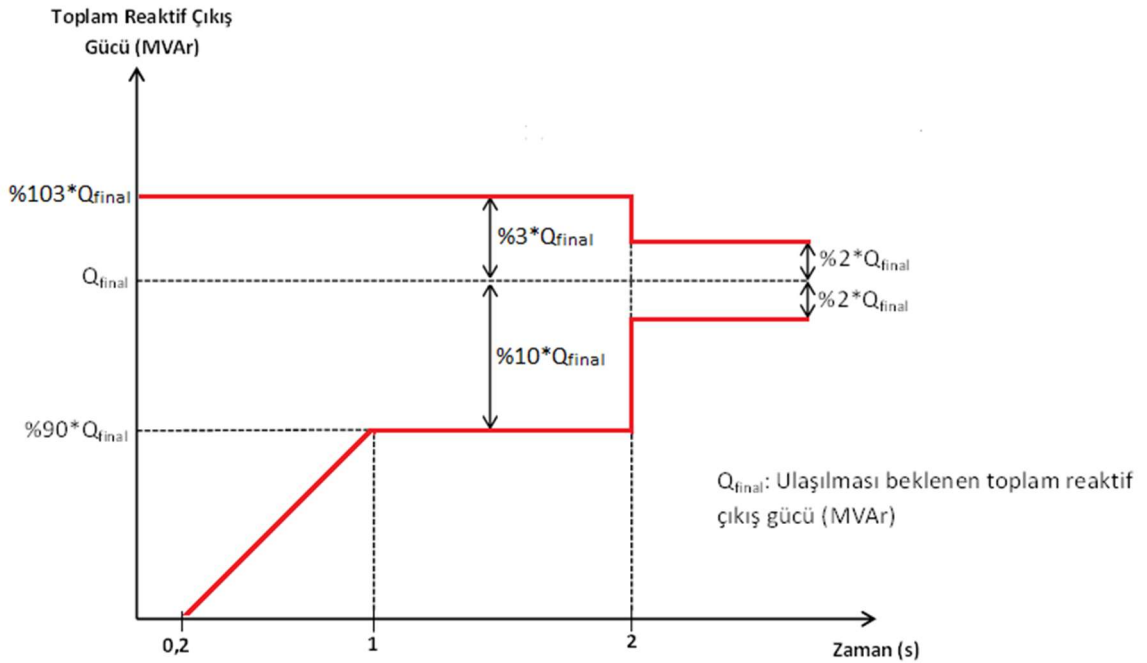 Toplam Reaktif Çıkış
Gücü (MVAr)
%103*Qfinal
%3*Qfinal
%2*Qfinal
Qfinal
%2*Qfinal
%10*Qfinal
%90*Qfinal
Qfinal: Ulaşılması beklenen toplam reaktif
çıkış gücü (MVAr)
0,2
1
2
Zaman (s)